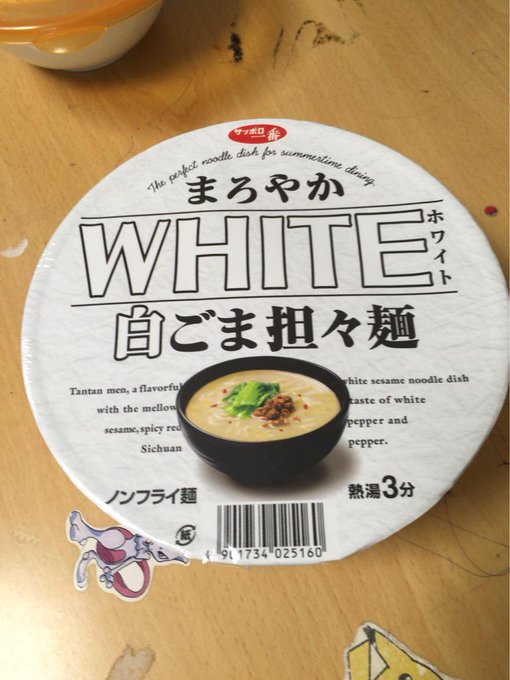 サッポロ一番
The perfect noodle dish for summertime dining.
まろやか
WHITE
ホワイト
白ごま担々麺
Tantan men, a flavorful white sesame noodle dish
with the mellow taste of white
sesame, spicy red pepper and
Sichuan pepper.
ノンフライ麺
熱湯3分
紙
4 901734 025160